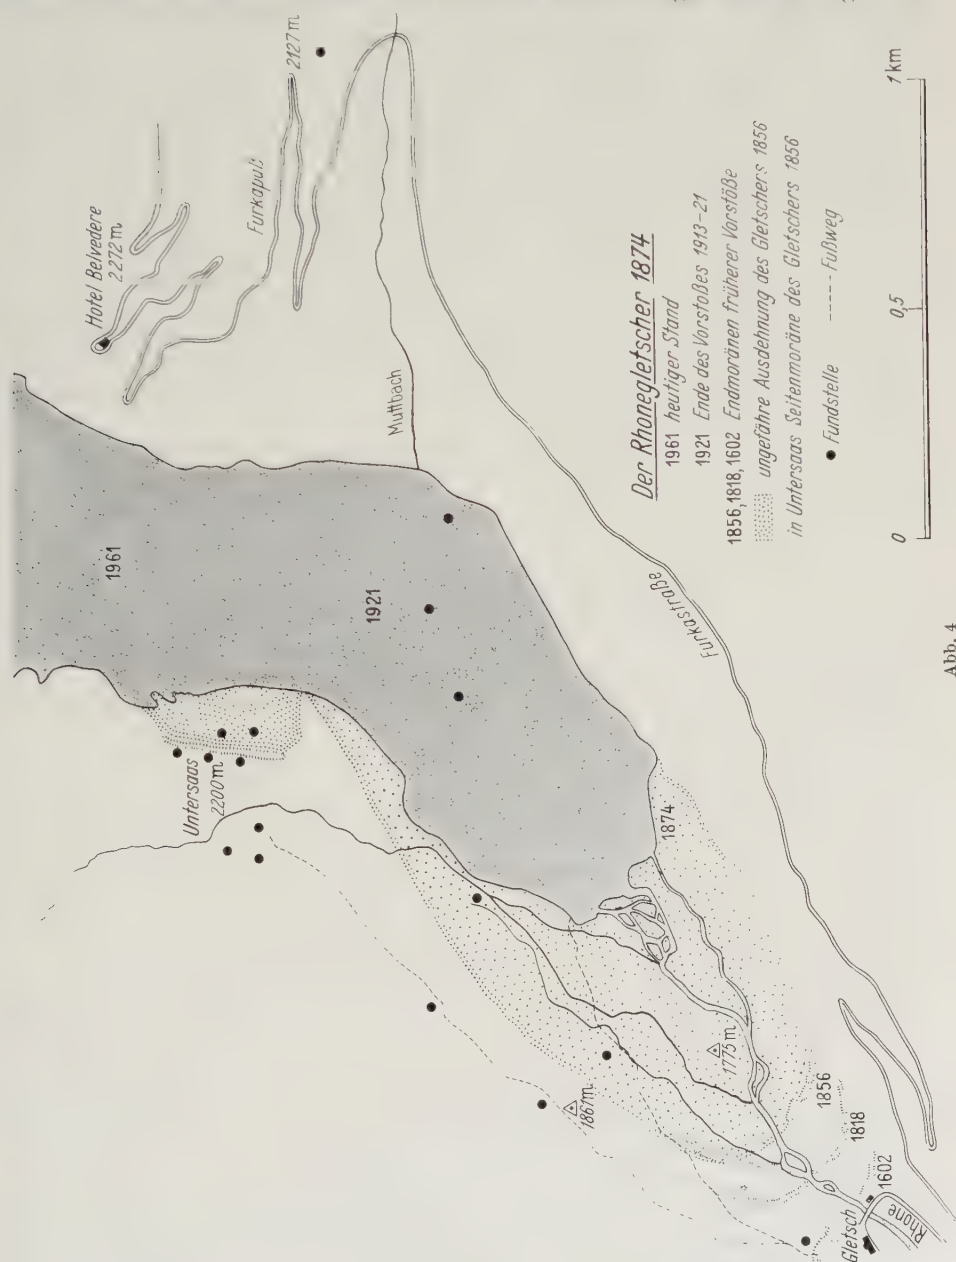 Hotel Belvedere
2272 m.
Furkapuß
2127 m
Muttbach
1961
1921
Untersaas
2200 m.
Furkastraße
1874
1775 m.
1861 m.
1856
1818
1602
Gletsch
Rhone
Der Rhonegletscher 1874
1961 heutiger Stand
1921 Ende des Vorstoßes 1913-21
1856, 1818, 1602 Endmoränen früherer Vorstöße
ungefähre Ausdehnung des Gletschers 1856
in Untersaas Seitenmoräne des Gletschers 1856
Fundstelle
Fußweg
0
0,5
1 km
Abb. 4